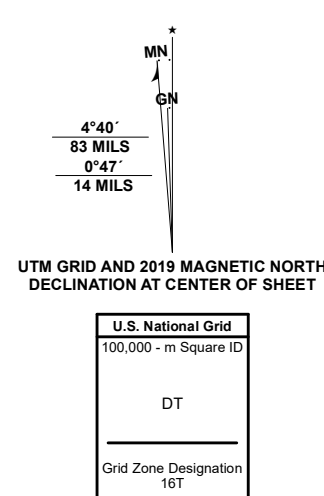 ★
MN
GN
4°40´
83 MILS
0°47´
14 MILS
UTM GRID AND 2019 MAGNETIC NORTH
DECLINATION AT CENTER OF SHEET
U.S. National Grid
100,000 - m Square ID
DT
Grid Zone Designation
16T